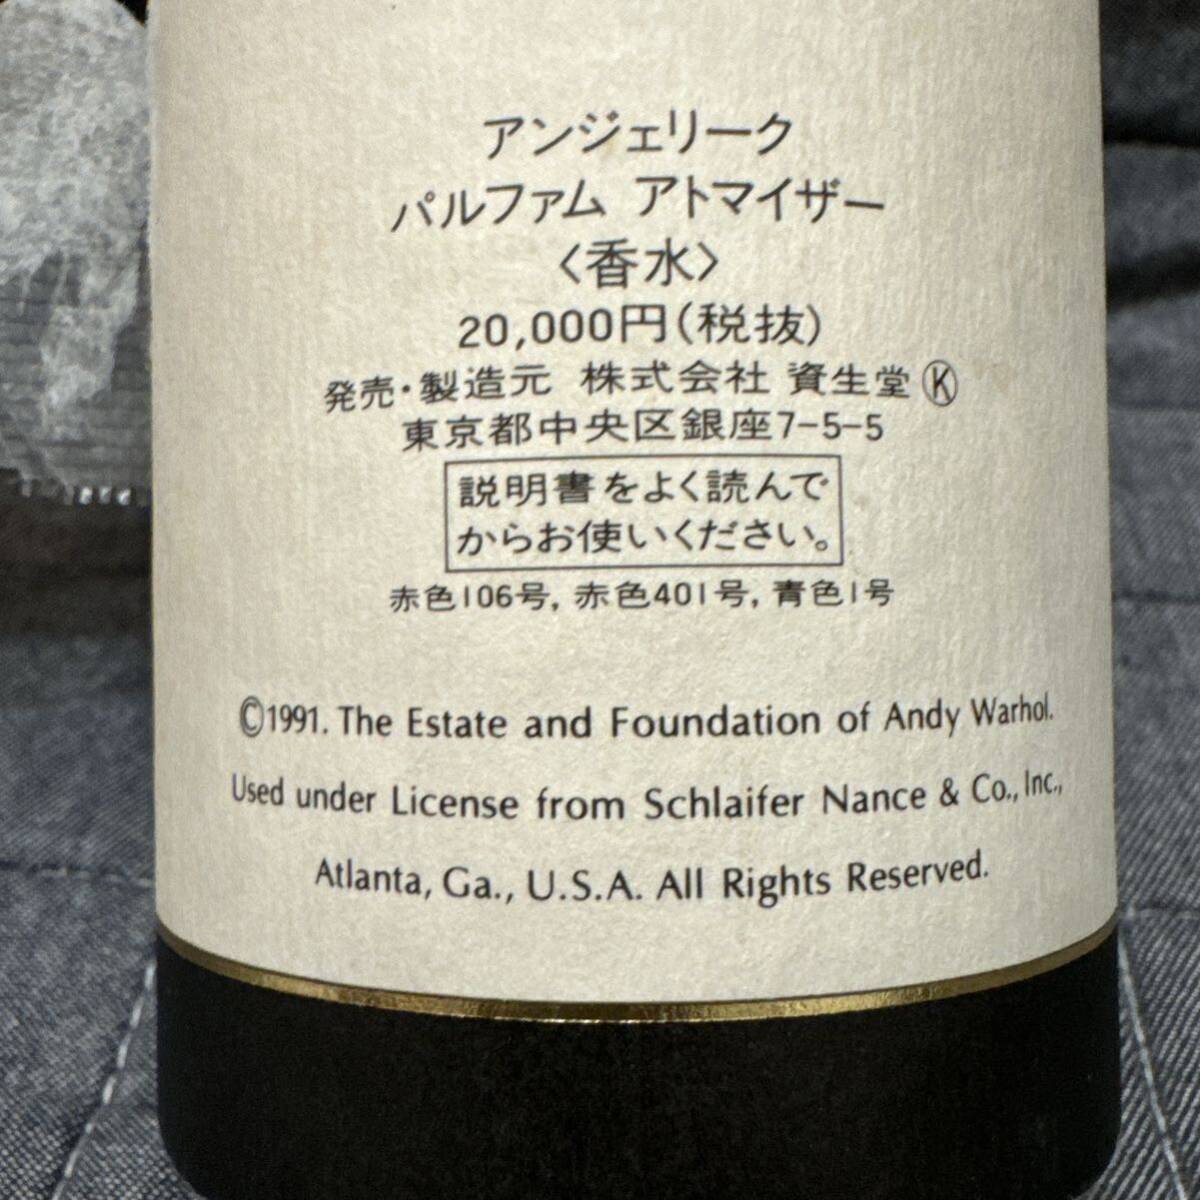 アンジェリーク
パルファム アトマイザー
〈香水〉
20,000円(税抜)
発売・製造元 株式会社 資生堂 Ⓚ
東京都中央区銀座7-5-5
説明書をよく読んで
からお使いください。
赤色106号, 赤色401号, 青色1号
©1991. The Estate and Foundation of Andy Warhol.
Used under License from Schlaifer Nance & Co., Inc.,
Atlanta, Ga., U.S.A. All Rights Reserved.